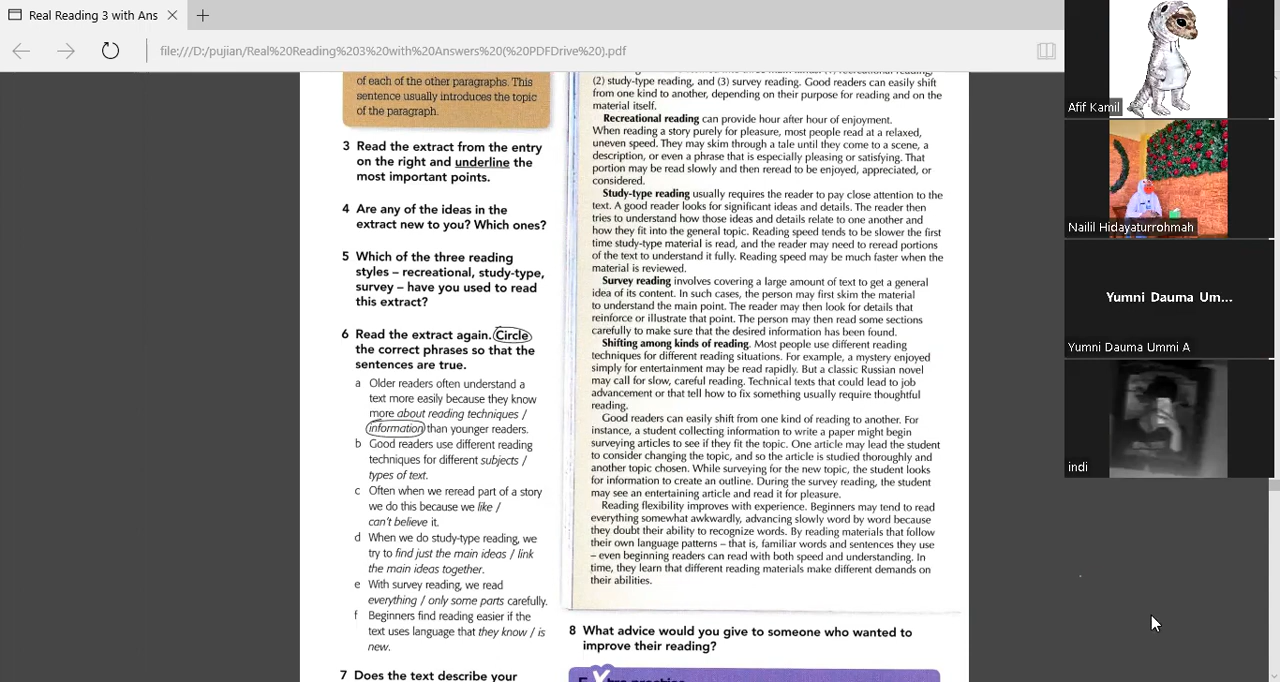 Real Reading 3 with Ans
file:///D:/pujian/Real%20Reading%203%20with%20Answers%20(%20PDFDrive%20).pdf
of each of the other paragraphs. This
sentence usually introduces the topic
of the paragraph.
3 Read the extract from the entry
on the right and underline the
most important points.
4 Are any of the ideas in the
extract new to you? Which ones?
5 Which of the three reading
styles – recreational, study-type,
survey – have you used to read
this extract?
6 Read the extract again. Circle
the correct phrases so that the
sentences are true.
a Older readers often understand a
text more easily because they know
more about reading techniques /
information than younger readers.
b Good readers use different reading
techniques for different subjects /
types of text.
c Often when we reread part of a story
we do this because we like /
can't believe it.
d When we do study-type reading, we
try to find just the main ideas / link
the main ideas together.
e With survey reading, we read
everything / only some parts carefully.
f Beginners find reading easier if the
text uses language that they know / is
new.
7 Does the text describe your
(2) study-type reading, and (3) survey reading. Good readers can easily shift
from one kind to another, depending on their purpose for reading and on the
material itself.
Recreational reading can provide hour after hour of enjoyment.
When reading a story purely for pleasure, most people read at a relaxed,
uneven speed. They may skim through a tale until they come to a scene, a
description, or even a phrase that is especially pleasing or satisfying. That
portion may be read slowly and then reread to be enjoyed, appreciated, or
considered.
Study-type reading usually requires the reader to pay close attention to the
text. A good reader looks for significant ideas and details. The reader then
tries to understand how those ideas and details relate to one another and
how they fit into the general topic. Reading speed tends to be slower the first
time study-type material is read, and the reader may need to reread portions
of the text to understand it fully. Reading speed may be much faster when the
material is reviewed.
Survey reading involves covering a large amount of text to get a general
idea of its content. In such cases, the person may first skim the material
to understand the main point. The reader may then look for details that
reinforce or illustrate that point. The person may then read some sections
carefully to make sure that the desired information has been found.
Shifting among kinds of reading. Most people use different reading
techniques for different reading situations. For example, a mystery enjoyed
simply for entertainment may be read rapidly. But a classic Russian novel
may call for slow, careful reading. Technical texts that could lead to job
advancement or that tell how to fix something usually require thoughtful
reading.
Good readers can easily shift from one kind of reading to another. For
instance, a student collecting information to write a paper might begin
surveying articles to see if they fit the topic. One article may lead the student
to consider changing the topic, and so the article is studied thoroughly and
another topic chosen. While surveying for the new topic, the student looks
for information to create an outline. During the survey reading, the student
may see an entertaining article and read it for pleasure.
Reading flexibility improves with experience. Beginners may tend to read
everything somewhat awkwardly, advancing slowly word by word because
they doubt their ability to recognize words. By reading materials that follow
their own language patterns – that is, familiar words and sentences they use
– even beginning readers can read with both speed and understanding. In
time, they learn that different reading materials make different demands on
their abilities.
8 What advice would you give to someone who wanted to
improve their reading?
Afif Kamil
Nailil Hidayaturrohmah
Yumni Dauma Um...
Yumni Dauma Ummi A
indi